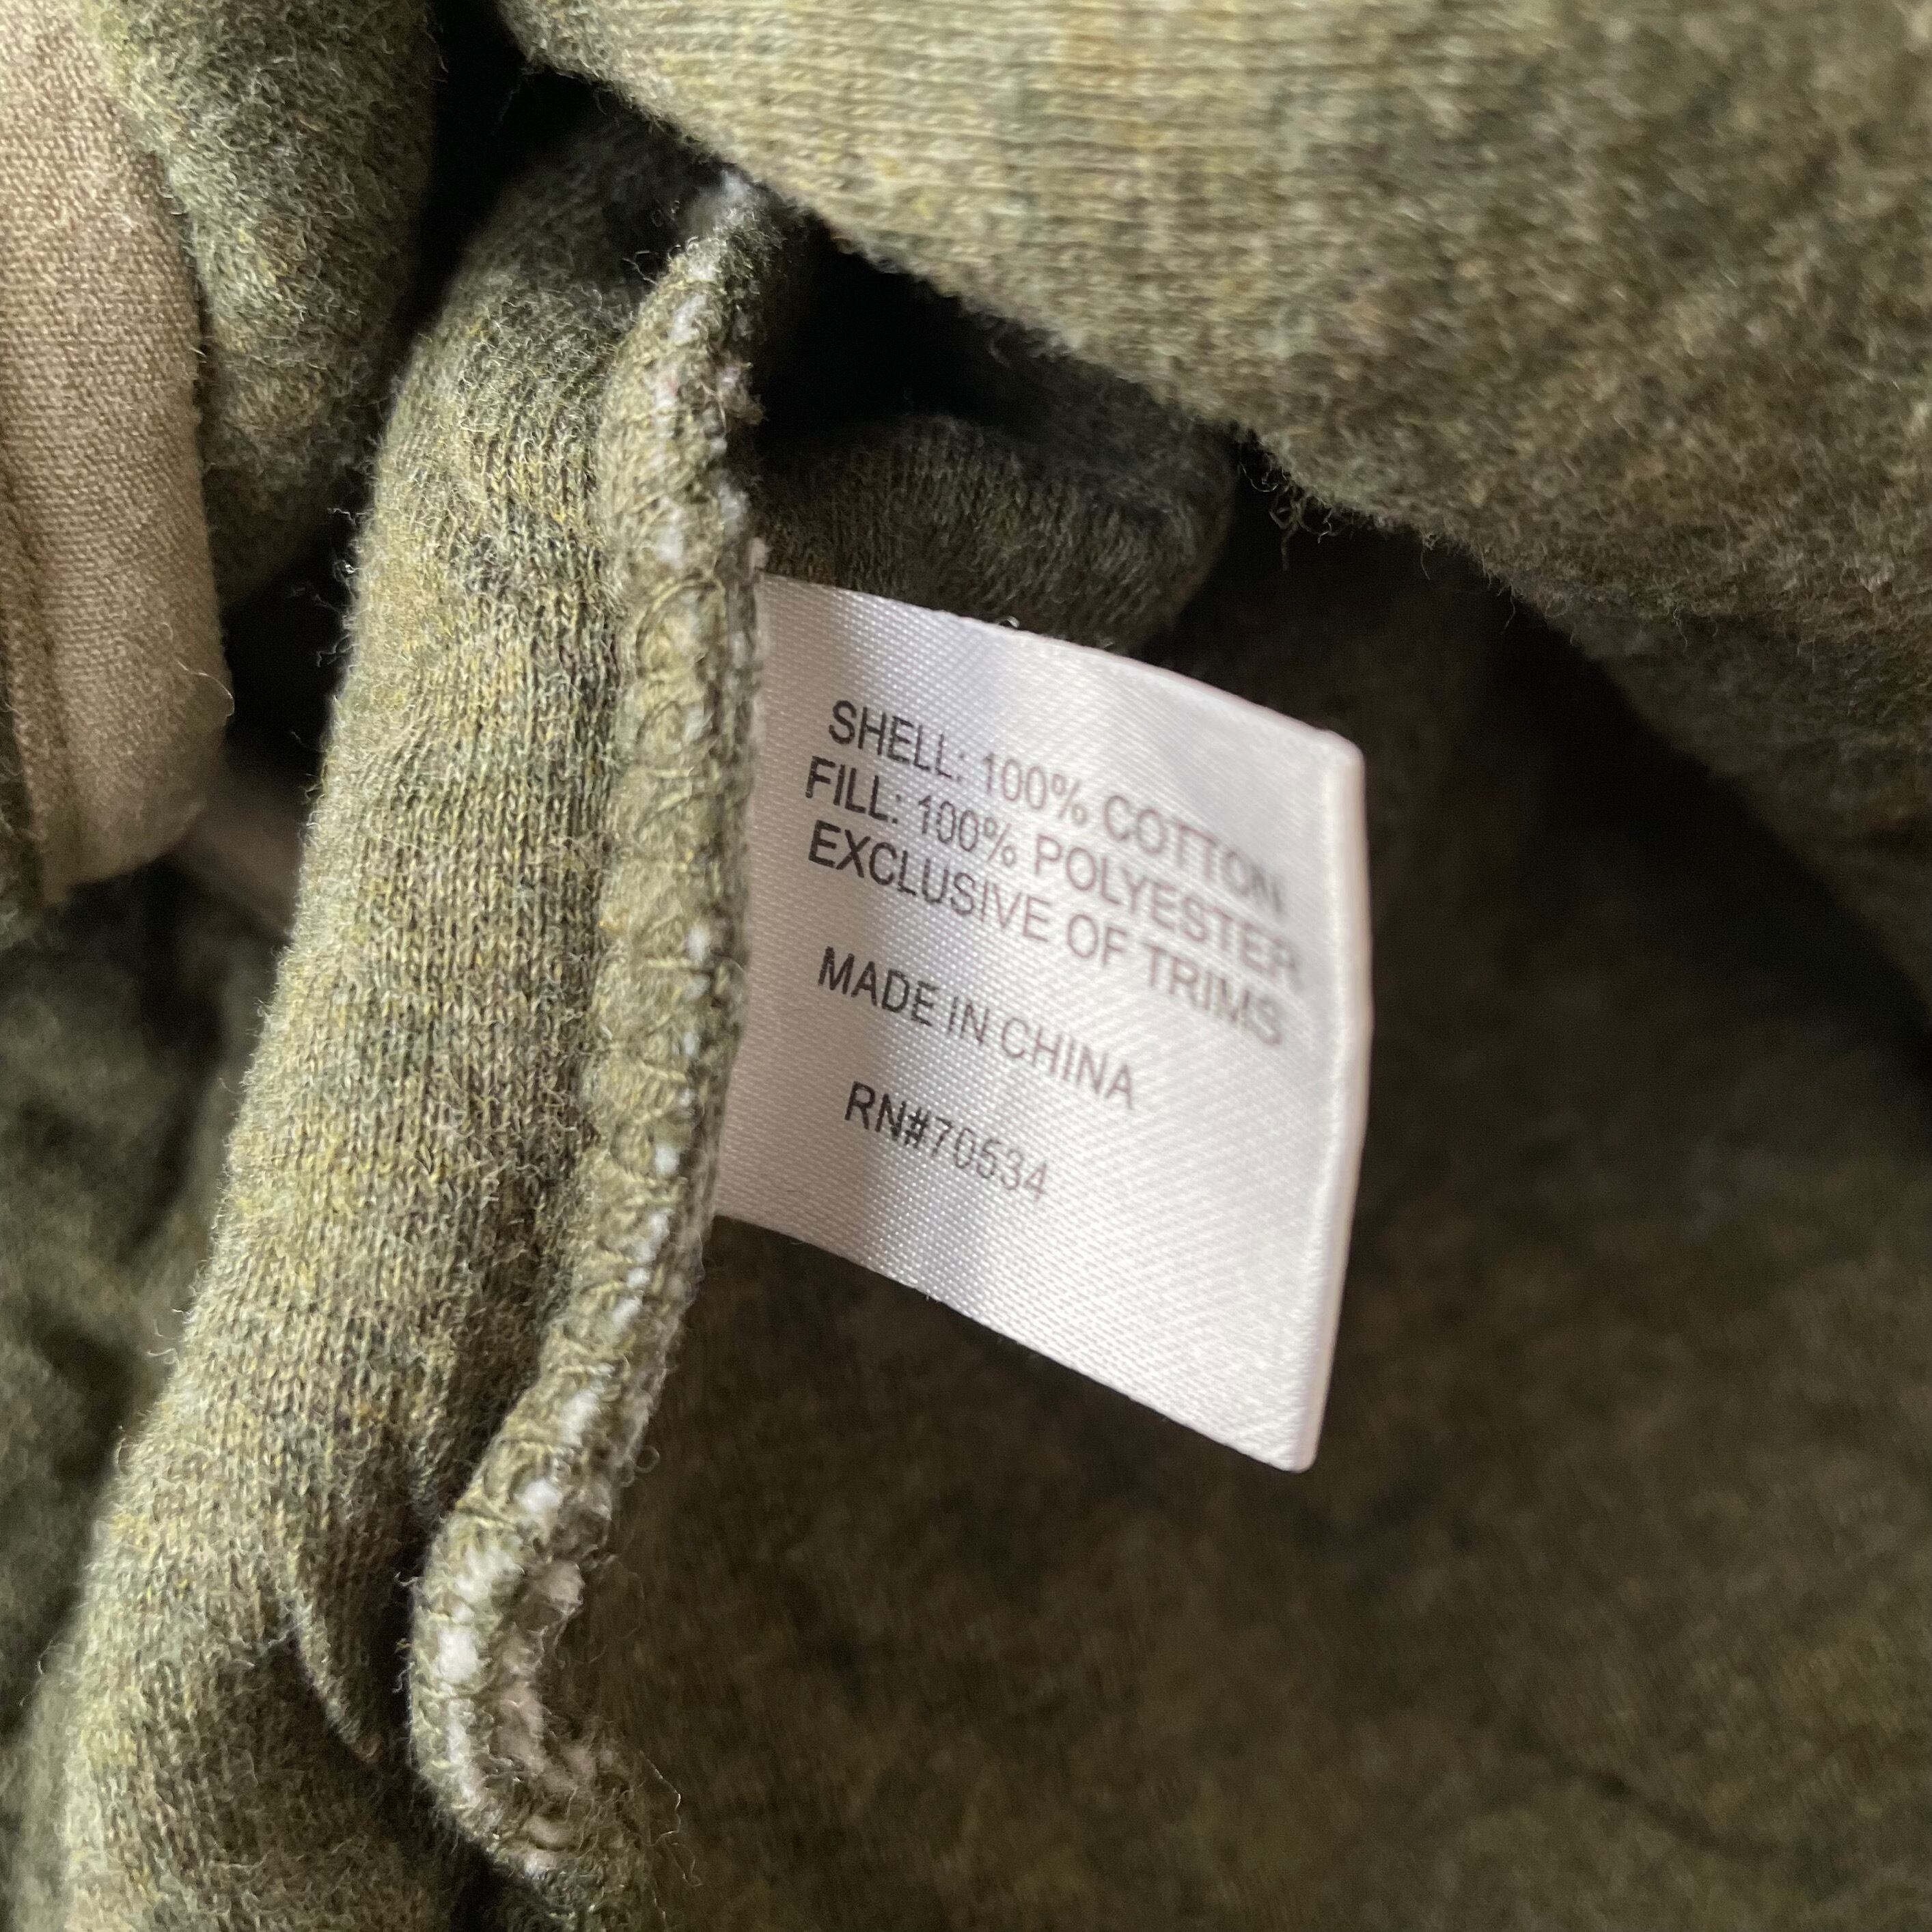 SHELL: 100% COTTON
FILL: 100% POLYESTER
EXCLUSIVE OF TRIMS
MADE IN CHINA
RN#70534